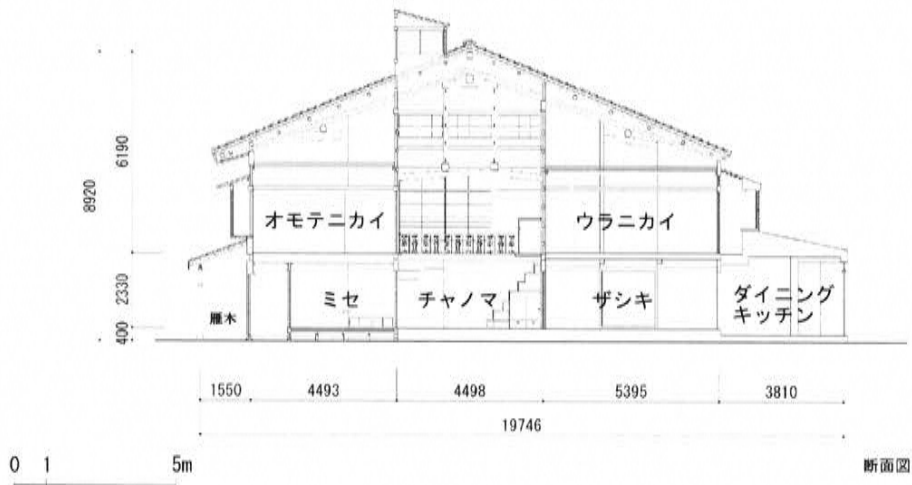 8920
6190
2330
400
オモテニカイ
ウラニカイ
雁木
ミセ
チャノマ
ザシキ
ダイニング
キッチン
1550
4493
4498
5395
3810
19746
0 1 5m
断面図